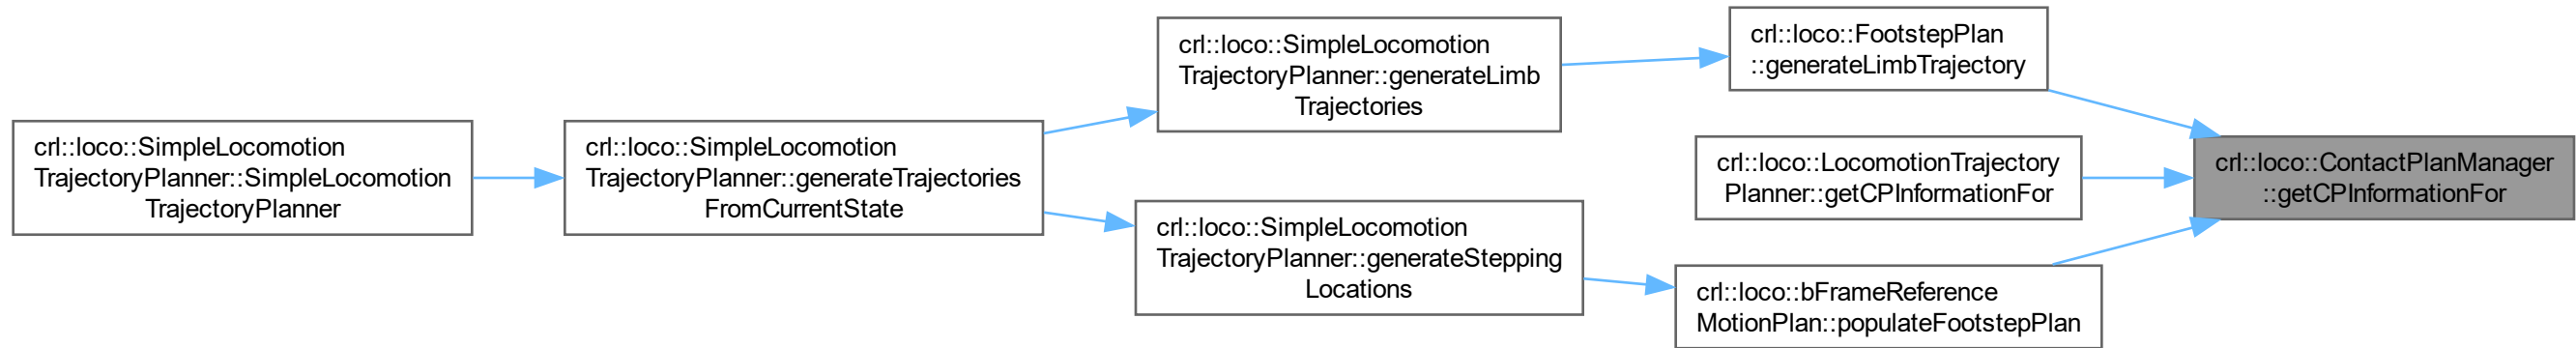 crl::loco::SimpleLocomotion
TrajectoryPlanner::SimpleLocomotion
TrajectoryPlanner
crl::loco::SimpleLocomotion
TrajectoryPlanner::generateTrajectories
FromCurrentState
crl::loco::SimpleLocomotion
TrajectoryPlanner::generateLimb
Trajectories
crl::loco::SimpleLocomotion
TrajectoryPlanner::generateStepping
Locations
crl::loco::FootstepPlan
::generateLimbTrajectory
crl::loco::LocomotionTrajectory
Planner::getCPInformationFor
crl::loco::bFrameReference
MotionPlan::populateFootstepPlan
crl::loco::ContactPlanManager
::getCPInformationFor